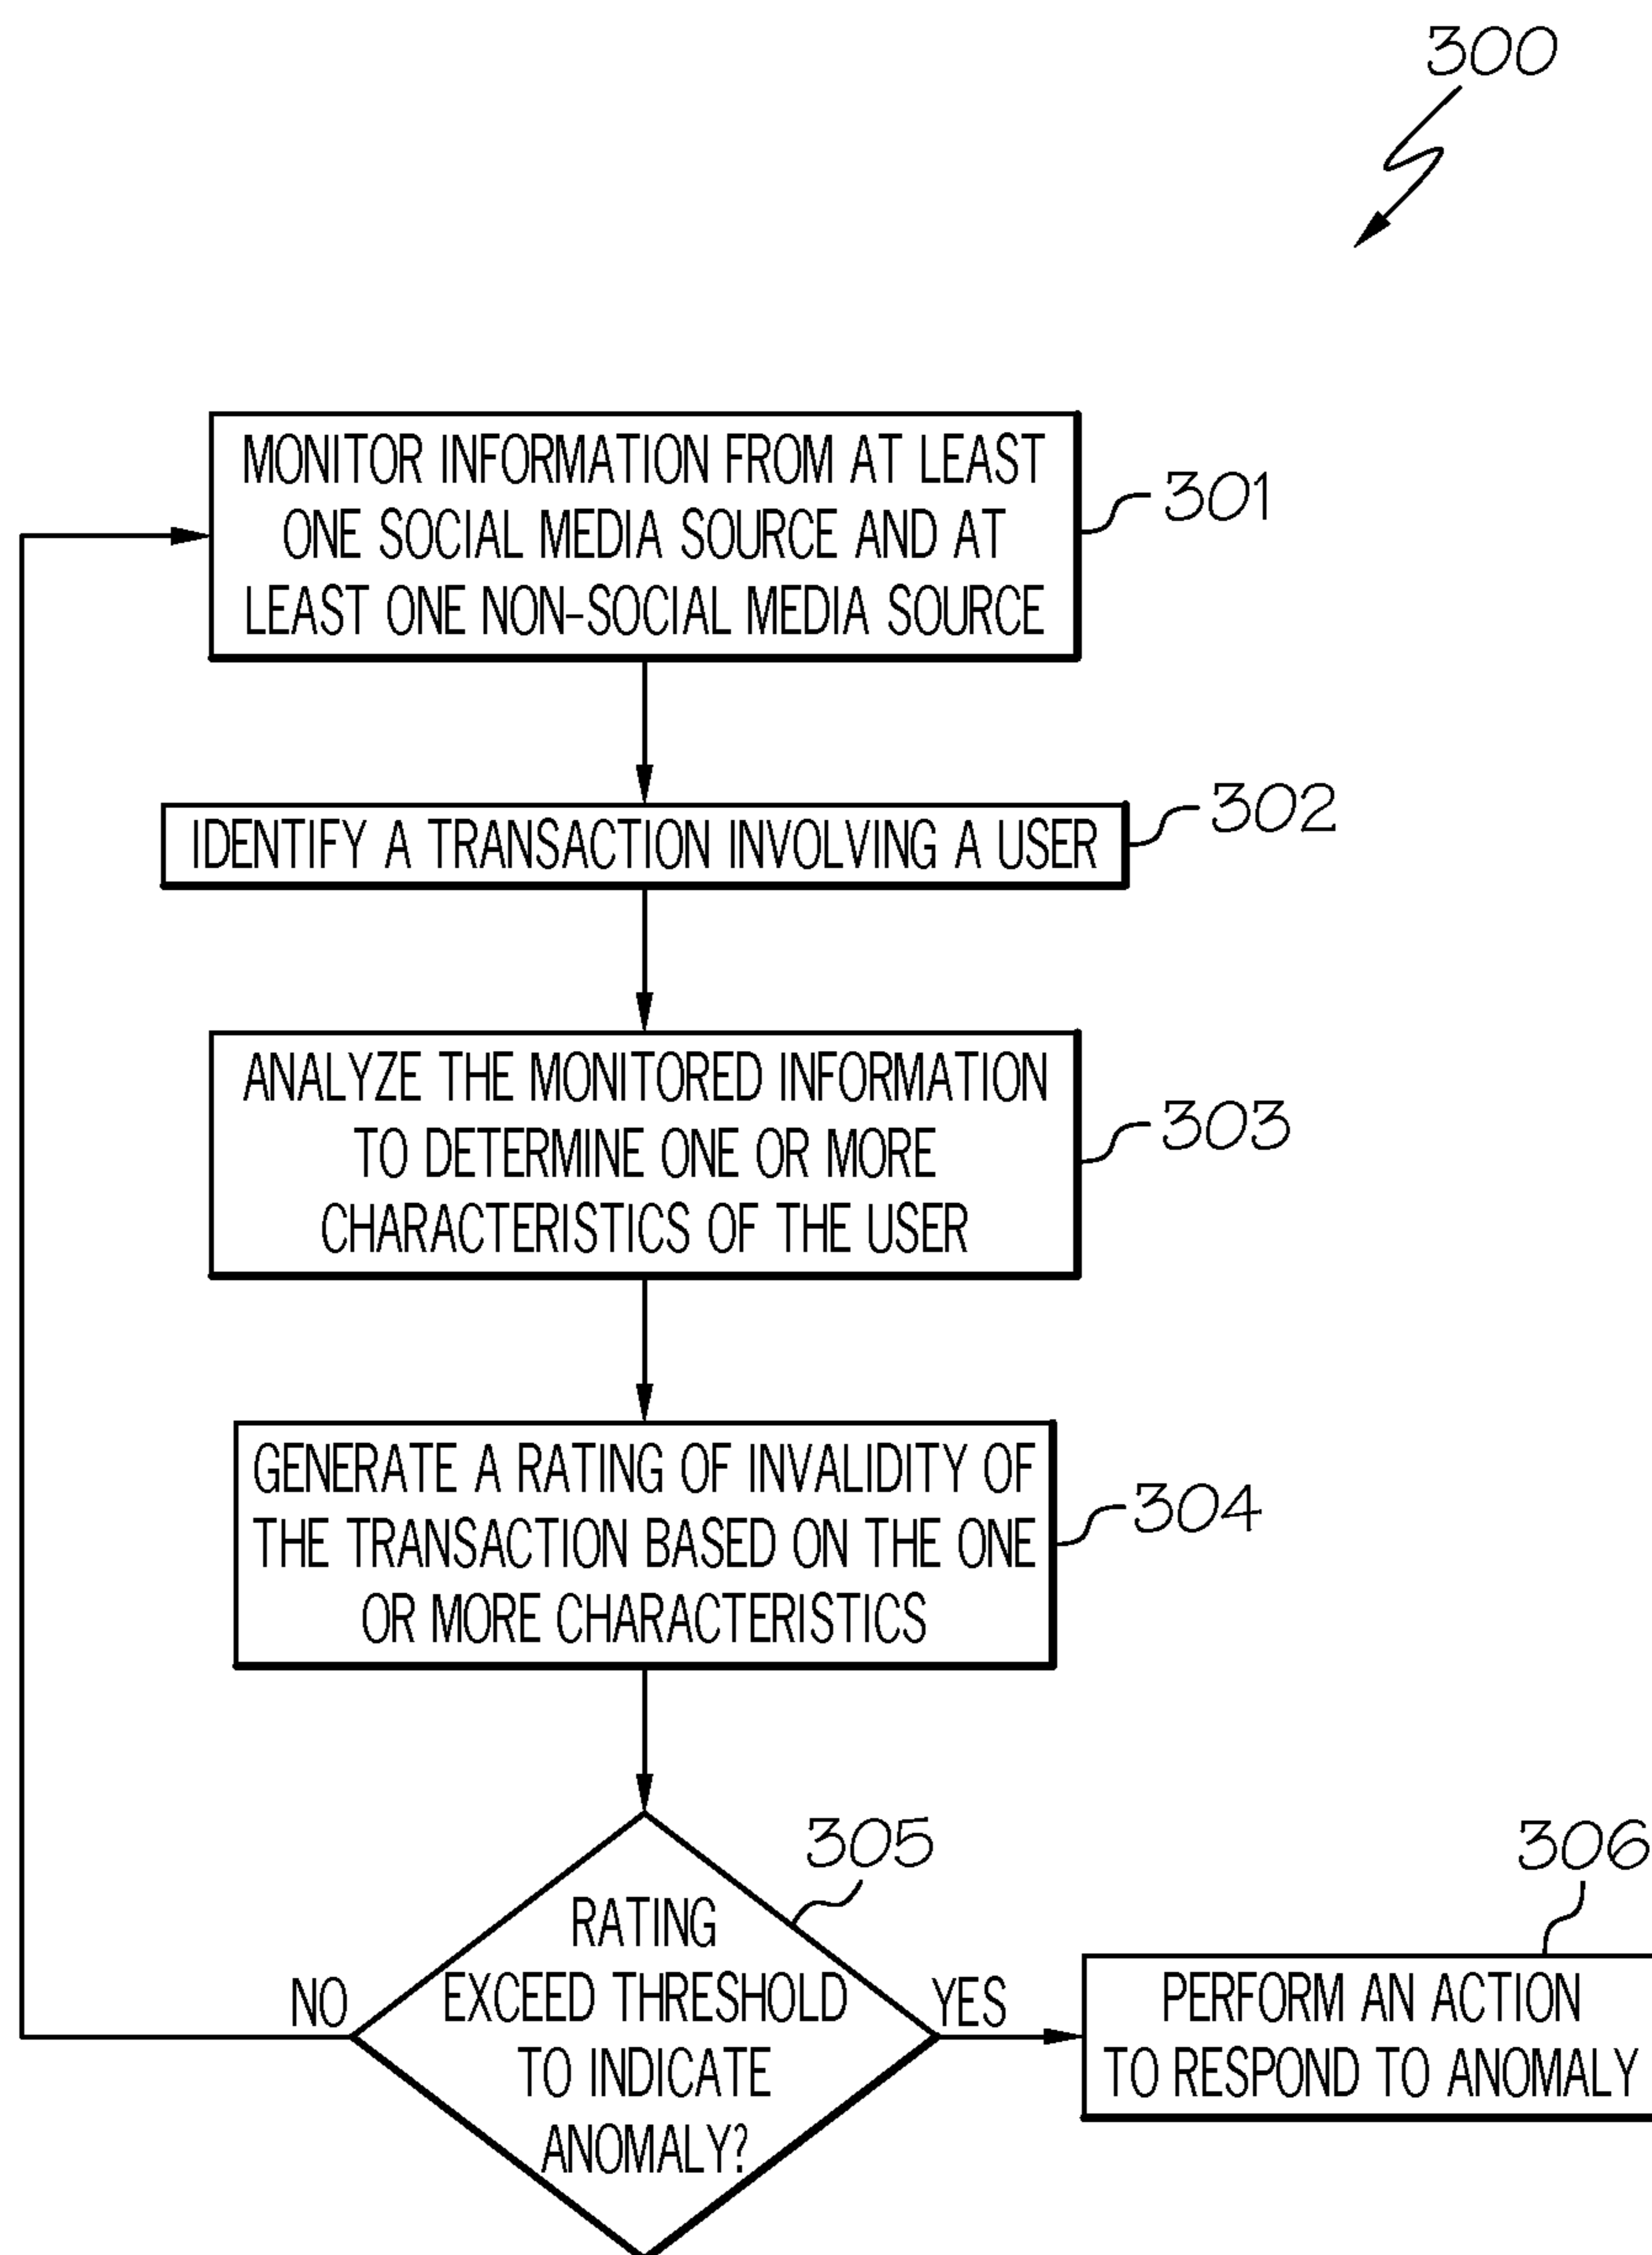 300
MONITOR INFORMATION FROM AT LEAST
ONE SOCIAL MEDIA SOURCE AND AT
LEAST ONE NON-SOCIAL MEDIA SOURCE
301
IDENTIFY A TRANSACTION INVOLVING A USER
302
ANALYZE THE MONITORED INFORMATION
TO DETERMINE ONE OR MORE
CHARACTERISTICS OF THE USER
303
GENERATE A RATING OF INVALIDITY OF
THE TRANSACTION BASED ON THE ONE
OR MORE CHARACTERISTICS
304
305
RATING
EXCEED THRESHOLD
TO INDICATE
ANOMALY?
NO
YES
306
PERFORM AN ACTION
TO RESPOND TO ANOMALY